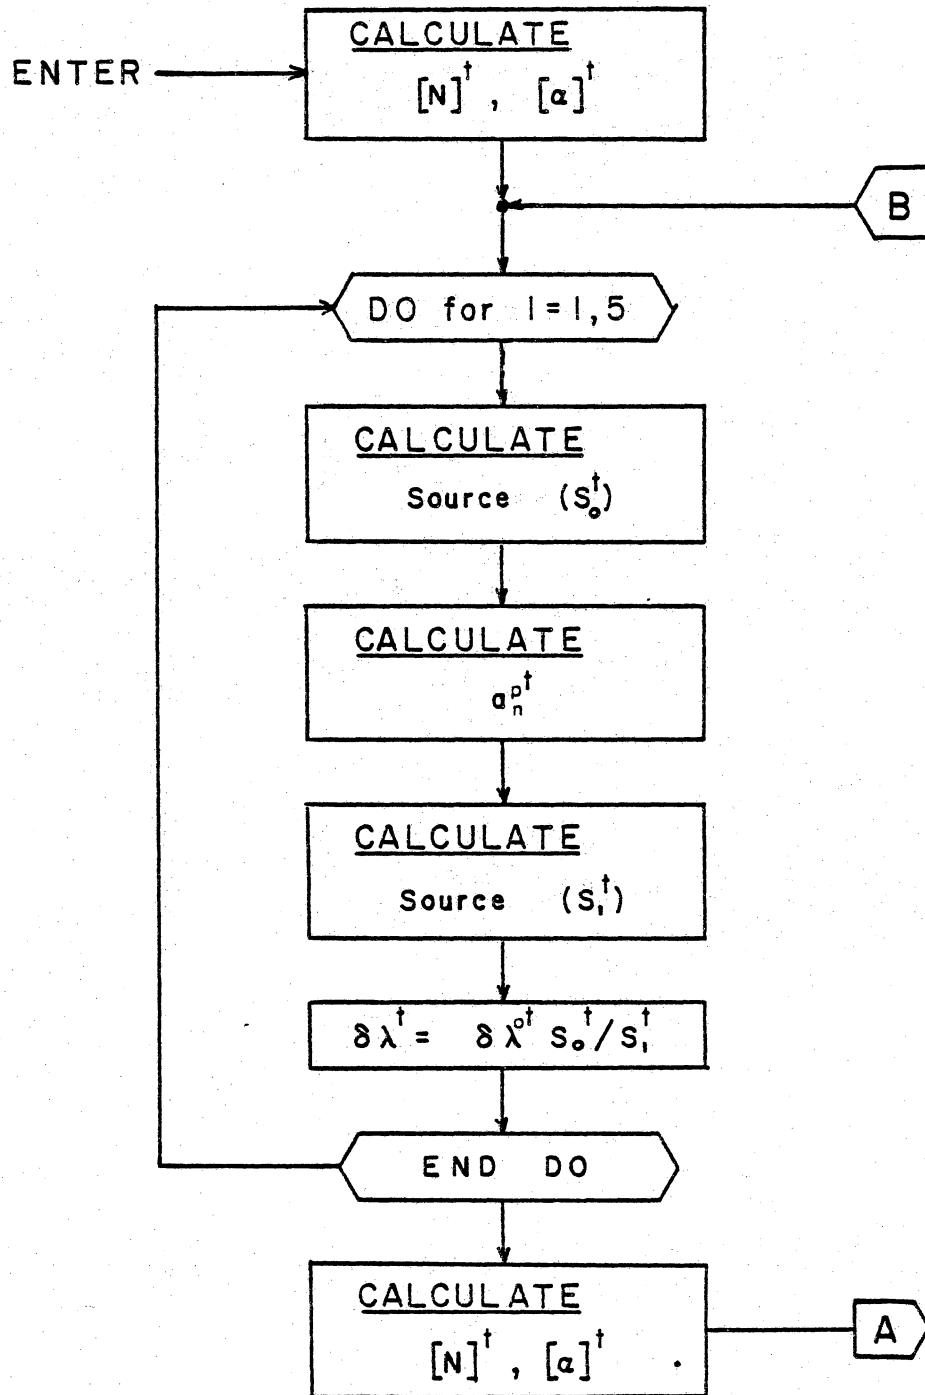 CALCULATE
ENTER
[N]†, [α]†
B
DO for I=1,5
CALCULATE
Source (S₀†)
CALCULATE
aₙᵖ†
CALCULATE
Source (S₁†)
δλ† = δλ⁰† S₀†/S₁†
END DO
CALCULATE
A
[N]†, [α]†